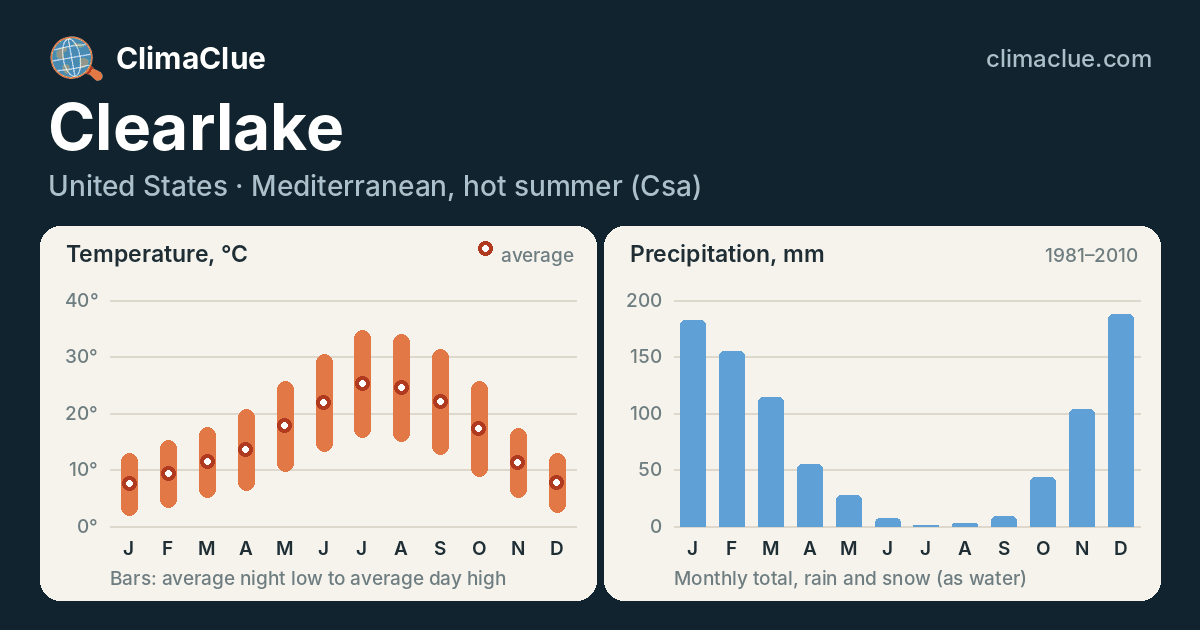 ClimaClue
climaclue.com
Clearlake
United States · Mediterranean, hot summer (Csa)
Temperature, °C
average
40°
30°
20°
10°
0°
J F M A M J J A S O N D
Bars: average night low to average day high
Precipitation, mm
1981–2010
200
150
100
50
0
J F M A M J J A S O N D
Monthly total, rain and snow (as water)